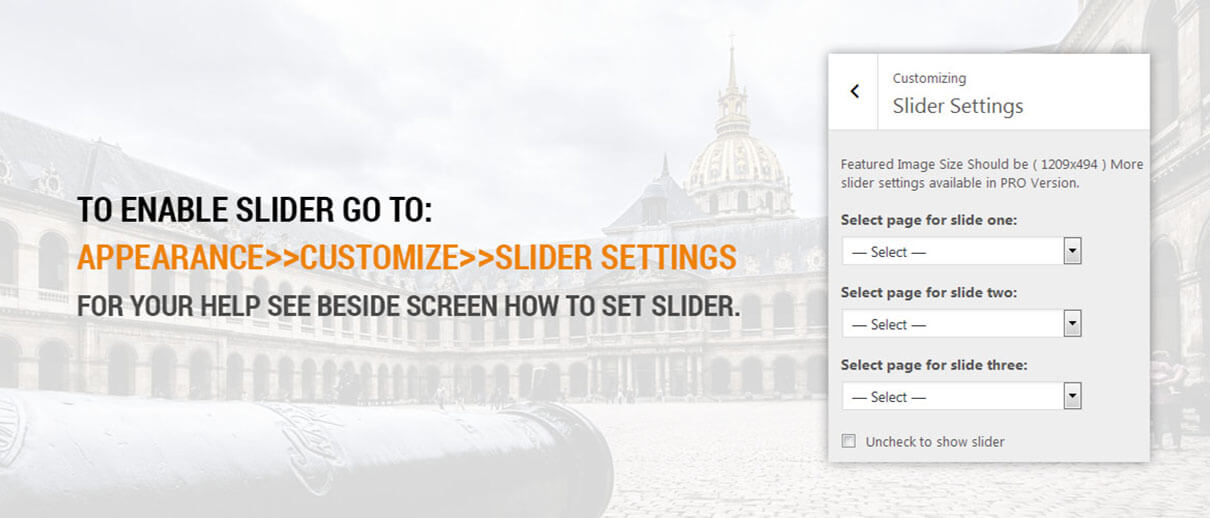 TO ENABLE SLIDER GO TO:
APPEARANCE>>CUSTOMIZE>>SLIDER SETTINGS
FOR YOUR HELP SEE BESIDE SCREEN HOW TO SET SLIDER.
Customizing
Slider Settings
Featured Image Size Should be ( 1209x494 ) More
slider settings available in PRO Version.
Select page for slide one:
— Select —
Select page for slide two:
— Select —
Select page for slide three:
— Select —
Uncheck to show slider